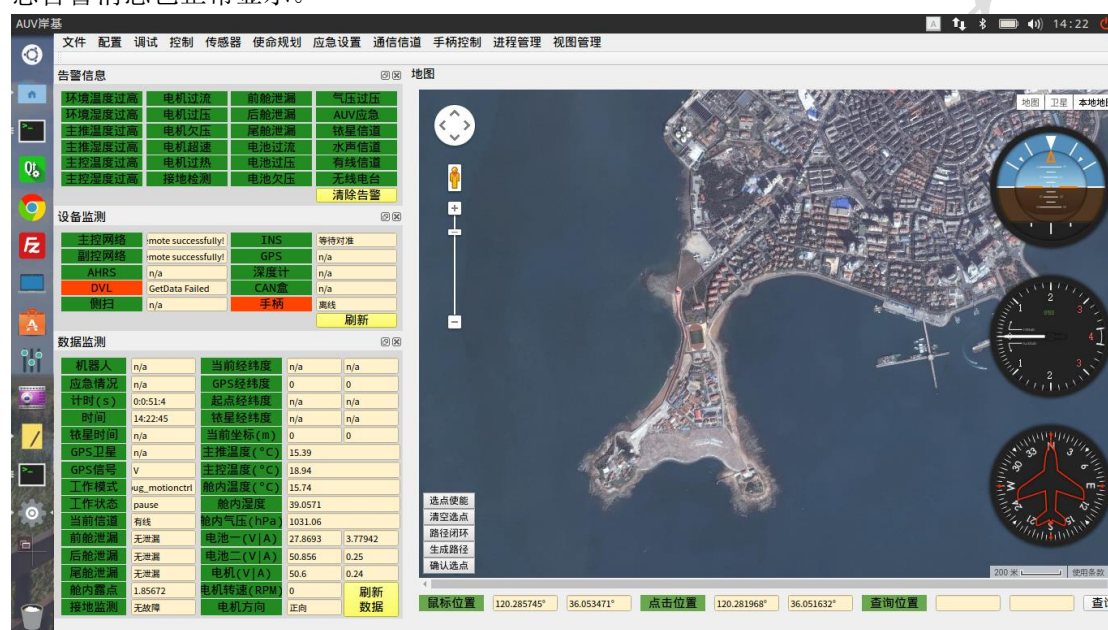 AUV岸基
14:22
文件 配置 调试 控制 传感器 使命规划 应急设置 通信信道 手柄控制 进程管理 视图管理
告警信息
环境温度过高 电机过流 前舱泄漏 气压过压
环境湿度过高 电机过压 后舱泄漏 AUV应急
主推温度过高 电机欠压 尾舱泄漏 铱星信道
主推湿度过高 电机超速 电池过流 水声信道
主控温度过高 电机过热 电池过压 有线信道
主控湿度过高 接地检测 电池欠压 无线电台
清除告警
设备监测
主控网络 mote successfully! INS 等待对准
副控网络 mote successfully! GPS n/a
AHRS n/a 深度计 n/a
DVL GetData Failed CAN盒 n/a
侧扫 n/a 手柄 离线
刷新
数据监测
机器人 n/a 当前经纬度 n/a n/a
应急情况 n/a GPS经纬度 0 0
计时(s) 0:0:51:4 起点经纬度 n/a n/a
时间 14:22:45 铱星经纬度 n/a n/a
铱星时间 n/a 当前坐标(m) 0 0
GPS卫星 n/a 主推温度(°C) 15.39
GPS信号 V 主控温度(°C) 18.94
工作模式 ug_motionctrl 舱内温度(°C) 15.74
工作状态 pause 舱内湿度 39.0571
当前信道 有线 舱内气压(hPa) 1031.06
前舱泄漏 无泄漏 电池一(V|A) 27.8693 3.77942
后舱泄漏 无泄漏 电池二(V|A) 50.856 0.25
尾舱泄漏 无泄漏 电机(V|A) 50.6 0.24
舱内露点 1.85672 电机转速(RPM) 0 刷新
接地监测 无故障 电机方向 正向 数据
地图
地图 卫星 本地地图
2
3
4
1
2
3
N 3 6 E 12 15 S 21 W 30 33
选点使能
清空选点
路径闭环
生成路径
确认选点
200 米 使用条款
鼠标位置 120.285745° 36.053471° 点击位置 120.281968° 36.051632° 查询位置